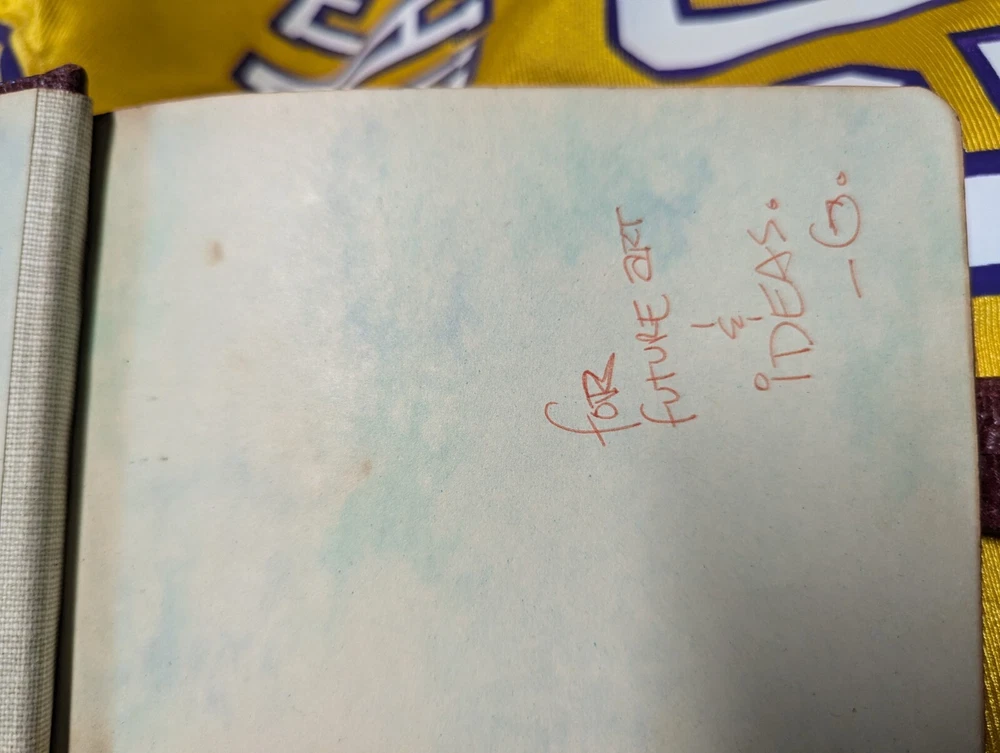 foR
fuTURE aRT
&
iDEAS.
– G.